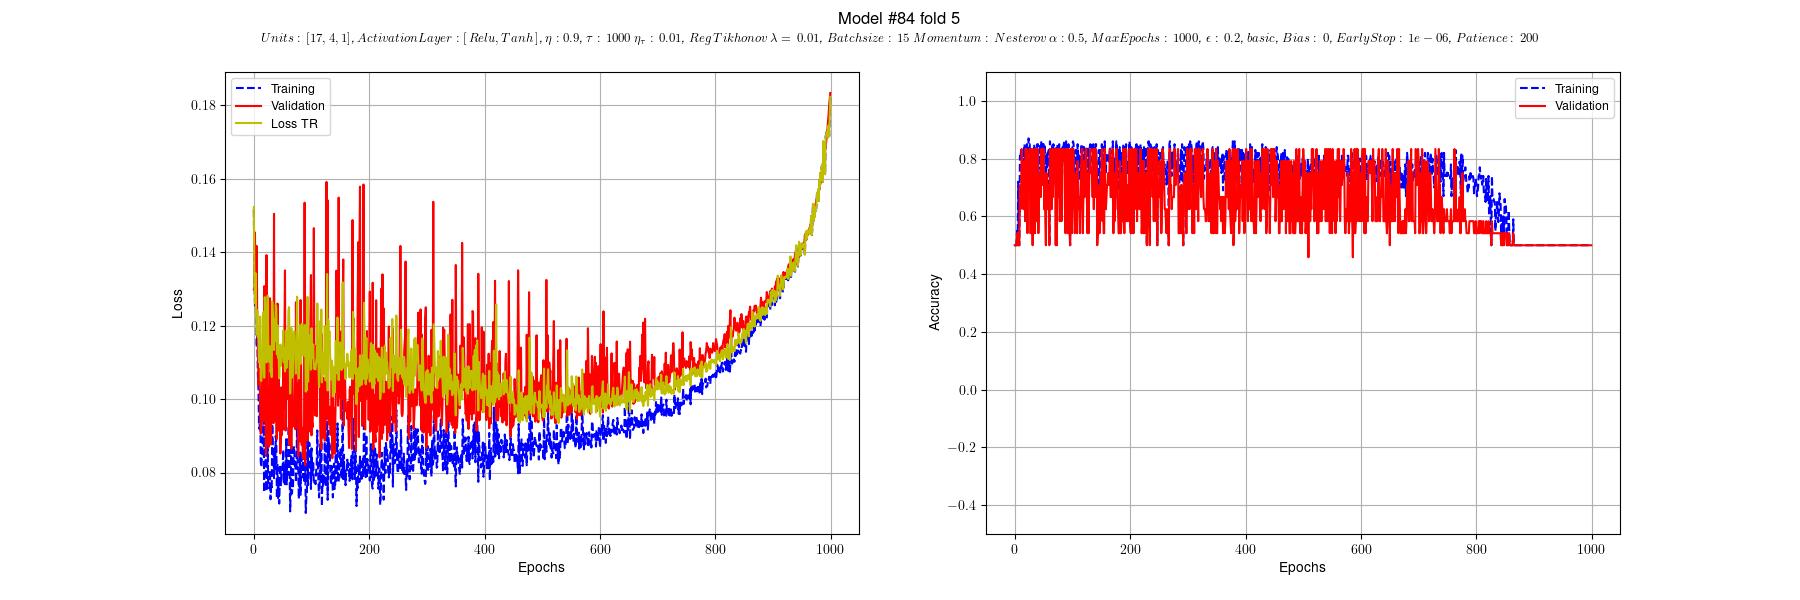 Model #84 fold 5
Units : [17, 4, 1], ActivationLayer : [ Relu, Tanh ], η : 0.9, τ : 1000 ητ : 0.01, Reg Tikhonov λ = 0.01, Batchsize : 15 Momentum : Nesterov α : 0.5, MaxEpochs : 1000, ϵ : 0.2, basic, Bias : 0, EarlyStop : 1e − 06, Patience : 200
Training
Validation
Loss TR
0.18
0.16
0.14
0.12
0.10
0.08
Loss
0 200 400 600 800 1000
Epochs
Training
Validation
1.0
0.8
0.6
0.4
0.2
0.0
−0.2
−0.4
Accuracy
0 200 400 600 800 1000
Epochs